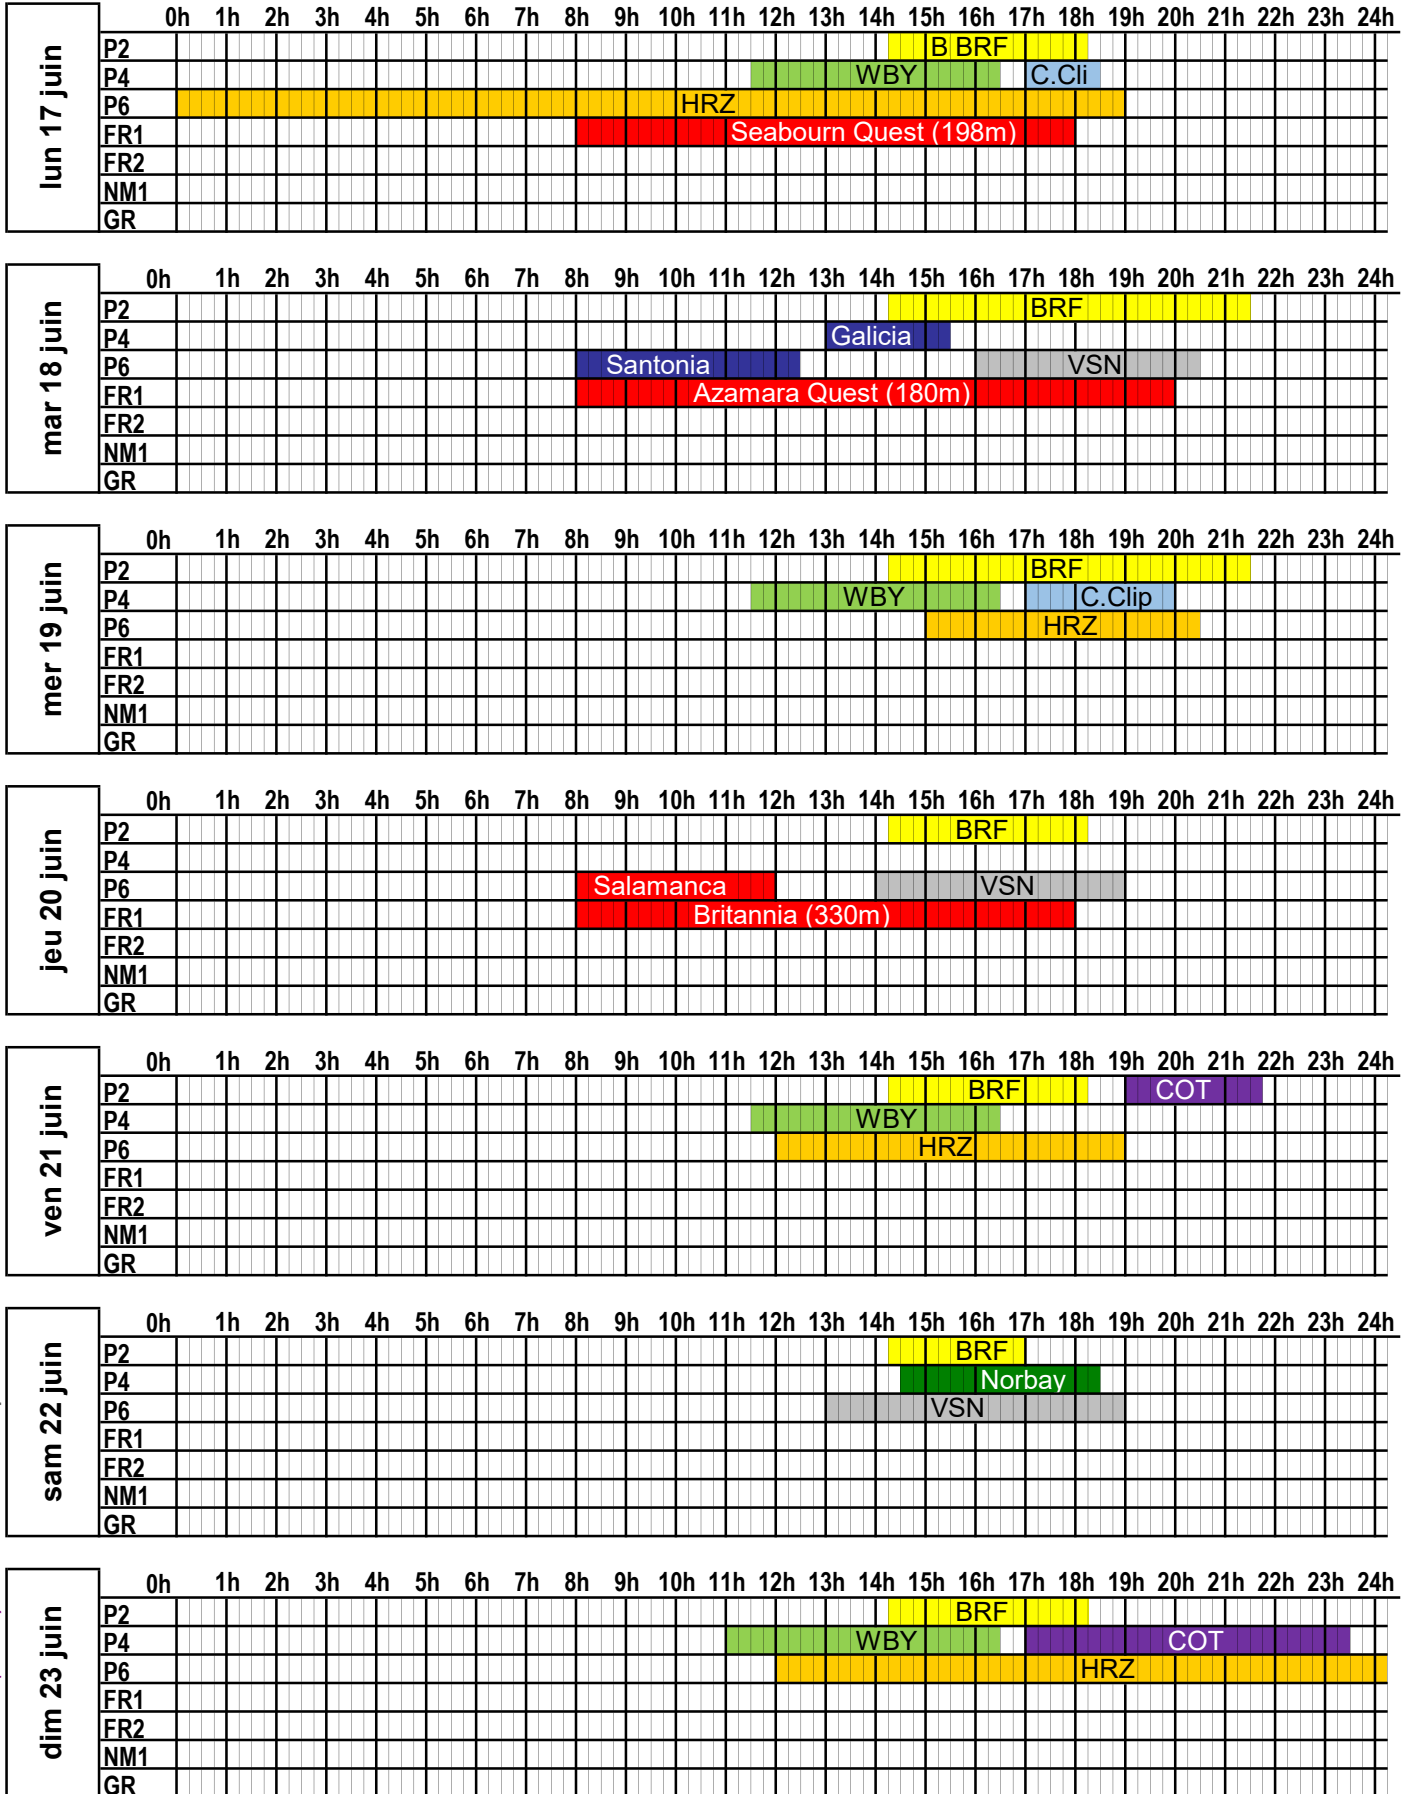 0h 1h 2h 3h 4h 5h 6h 7h 8h 9h 10h 11h 12h 13h 14h 15h 16h 17h 18h 19h 20h 21h 22h 23h 24h
lun 17 juin
P2 B BRF
P4 WBY C.Cli
P6 HRZ
FR1 Seabourn Quest (198m)
FR2
NM1
GR
0h 1h 2h 3h 4h 5h 6h 7h 8h 9h 10h 11h 12h 13h 14h 15h 16h 17h 18h 19h 20h 21h 22h 23h 24h
mar 18 juin
P2 BRF
P4 Galicia
P6 Santonia VSN
FR1 Azamara Quest (180m)
FR2
NM1
GR
0h 1h 2h 3h 4h 5h 6h 7h 8h 9h 10h 11h 12h 13h 14h 15h 16h 17h 18h 19h 20h 21h 22h 23h 24h
mer 19 juin
P2 BRF
P4 WBY C.Clip
P6 HRZ
FR1
FR2
NM1
GR
0h 1h 2h 3h 4h 5h 6h 7h 8h 9h 10h 11h 12h 13h 14h 15h 16h 17h 18h 19h 20h 21h 22h 23h 24h
jeu 20 juin
P2 BRF
P4
P6 Salamanca VSN
FR1 Britannia (330m)
FR2
NM1
GR
0h 1h 2h 3h 4h 5h 6h 7h 8h 9h 10h 11h 12h 13h 14h 15h 16h 17h 18h 19h 20h 21h 22h 23h 24h
ven 21 juin
P2 BRF COT
P4 WBY
P6 HRZ
FR1
FR2
NM1
GR
0h 1h 2h 3h 4h 5h 6h 7h 8h 9h 10h 11h 12h 13h 14h 15h 16h 17h 18h 19h 20h 21h 22h 23h 24h
sam 22 juin
P2 BRF
P4 Norbay
P6 VSN
FR1
FR2
NM1
GR
0h 1h 2h 3h 4h 5h 6h 7h 8h 9h 10h 11h 12h 13h 14h 15h 16h 17h 18h 19h 20h 21h 22h 23h 24h
dim 23 juin
P2 BRF
P4 WBY COT
P6 HRZ
FR1
FR2
NM1
GR